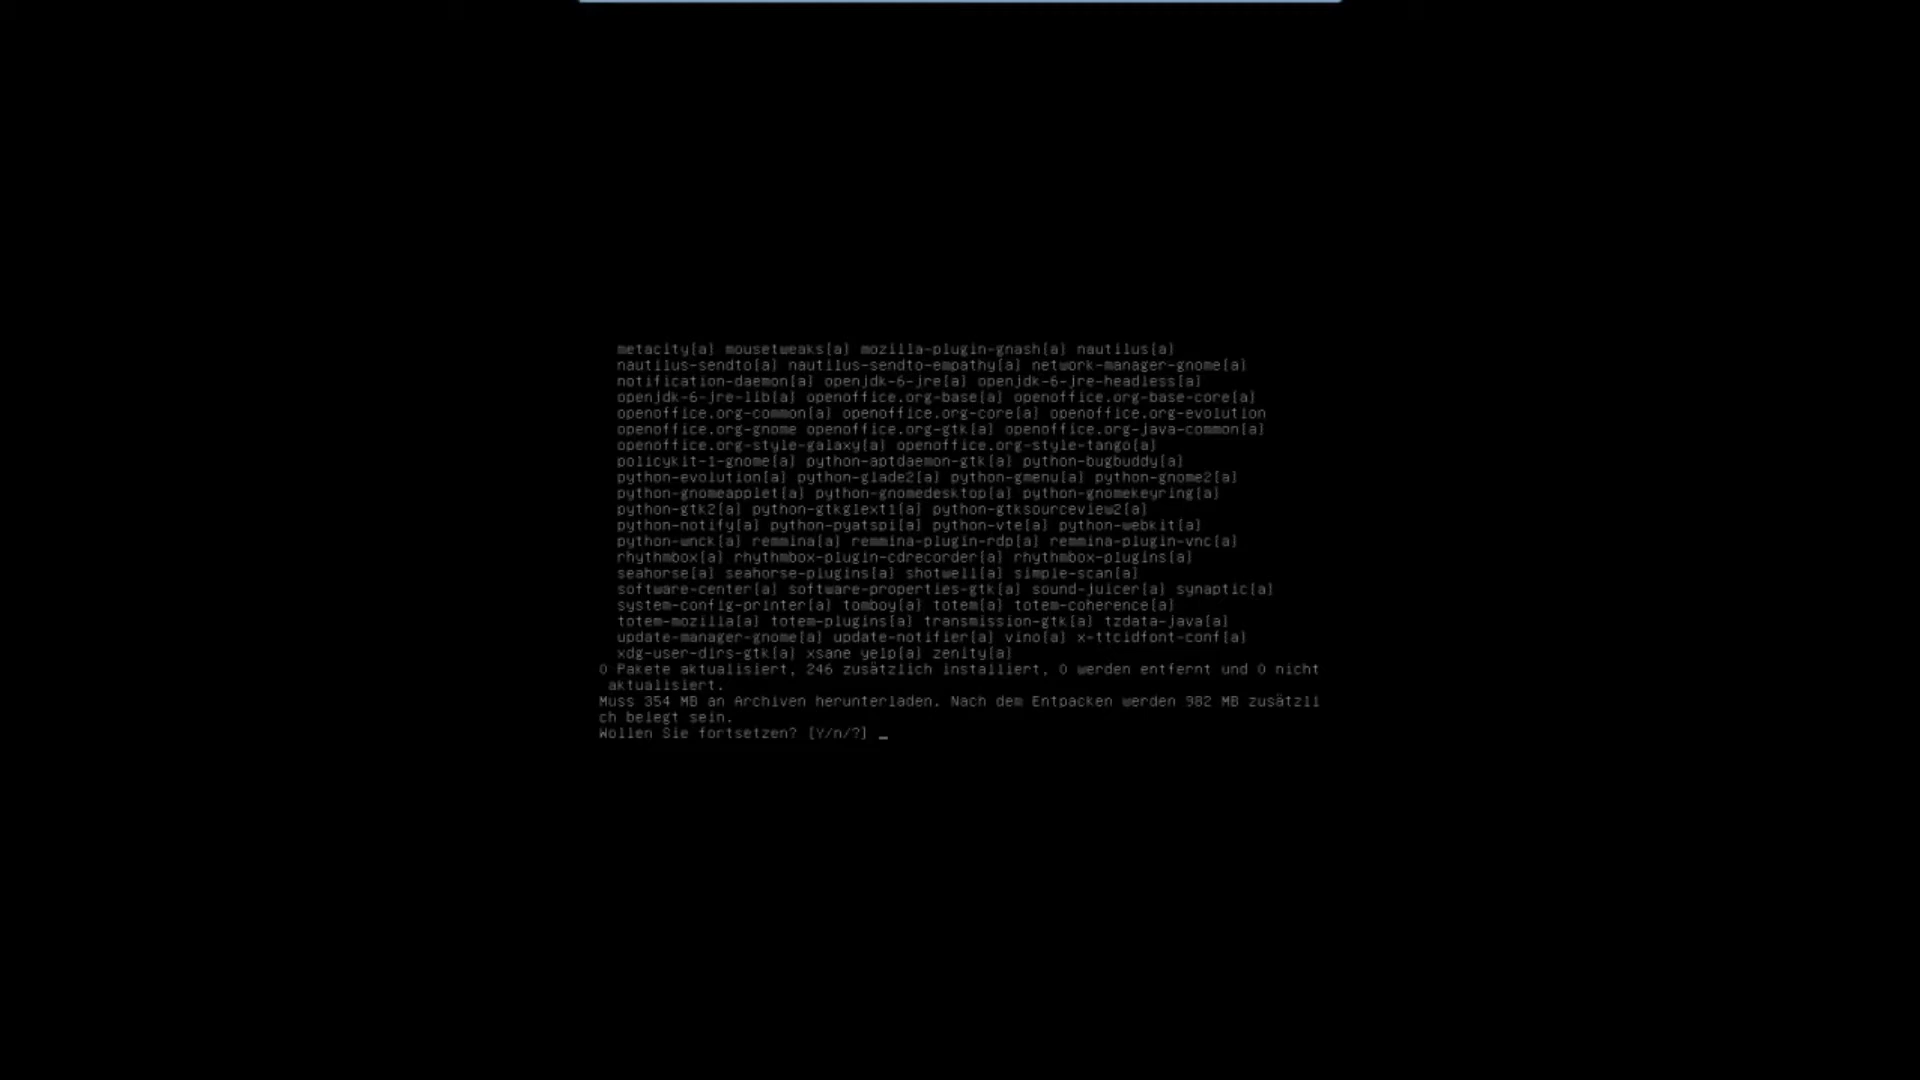 metacity{a} mousetweaks{a} mozilla-plugin-gnash{a} nautilus{a}
nautilus-sendto{a} nautilus-sendto-empathy{a} network-manager-gnome{a}
notification-daemon{a} openjdk-6-jre{a} openjdk-6-jre-headless{a}
openjdk-6-jre-lib{a} openoffice.org-base{a} openoffice.org-base-core{a}
openoffice.org-common{a} openoffice.org-core{a} openoffice.org-evolution
openoffice.org-gnome openoffice.org-gtk{a} openoffice.org-java-common{a}
openoffice.org-style-galaxy{a} openoffice.org-style-tango{a}
policykit-1-gnome{a} python-aptdaemon-gtk{a} python-bugbuddy{a}
python-evolution{a} python-glade2{a} python-gmenu{a} python-gnome2{a}
python-gnomeapplet{a} python-gnomedesktop{a} python-gnomekeyring{a}
python-gtk2{a} python-gtkglext1{a} python-gtksourceview2{a}
python-notify{a} python-pyatspi{a} python-vte{a} python-webkit{a}
python-wnck{a} remmina{a} remmina-plugin-rdp{a} remmina-plugin-vnc{a}
rhythmbox{a} rhythmbox-plugin-cdrecorder{a} rhythmbox-plugins{a}
seahorse{a} seahorse-plugins{a} shotwell{a} simple-scan{a}
software-center{a} software-properties-gtk{a} sound-juicer{a} synaptic{a}
system-config-printer{a} tomboy{a} totem{a} totem-coherence{a}
totem-mozilla{a} totem-plugins{a} transmission-gtk{a} tzdata-java{a}
update-manager-gnome{a} update-notifier{a} vino{a} x-ttcidfont-conf{a}
xdg-user-dirs-gtk{a} xsane yelp{a} zenity{a}
0 Pakete aktualisiert, 246 zusätzlich installiert, 0 werden entfernt und 0 nicht
aktualisiert.
Muss 354 MB an Archiven herunterladen. Nach dem Entpacken werden 982 MB zusätzli
ch belegt sein.
Wollen Sie fortsetzen? [Y/n/?] _